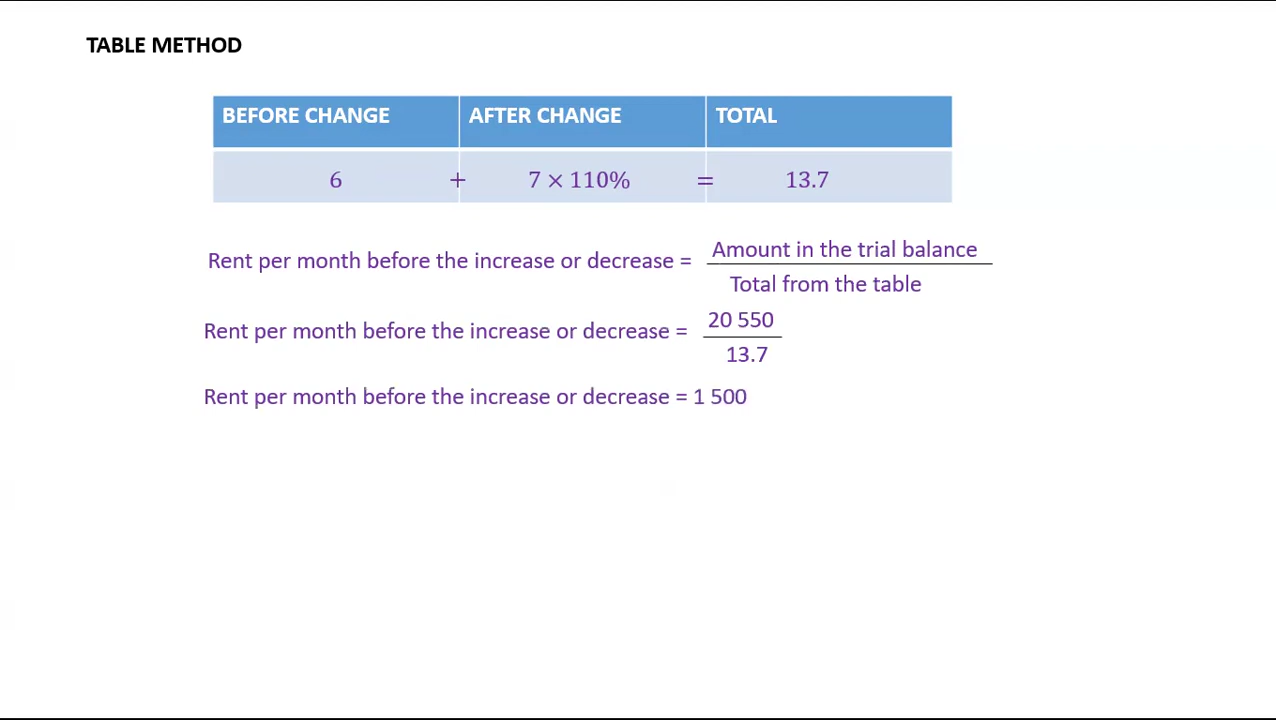 TABLE METHOD
BEFORE CHANGE AFTER CHANGE TOTAL
6 + 7 × 110% = 13.7
Rent per month before the increase or decrease = Amount in the trial balance
Total from the table
Rent per month before the increase or decrease = 20 550
13.7
Rent per month before the increase or decrease = 1 500